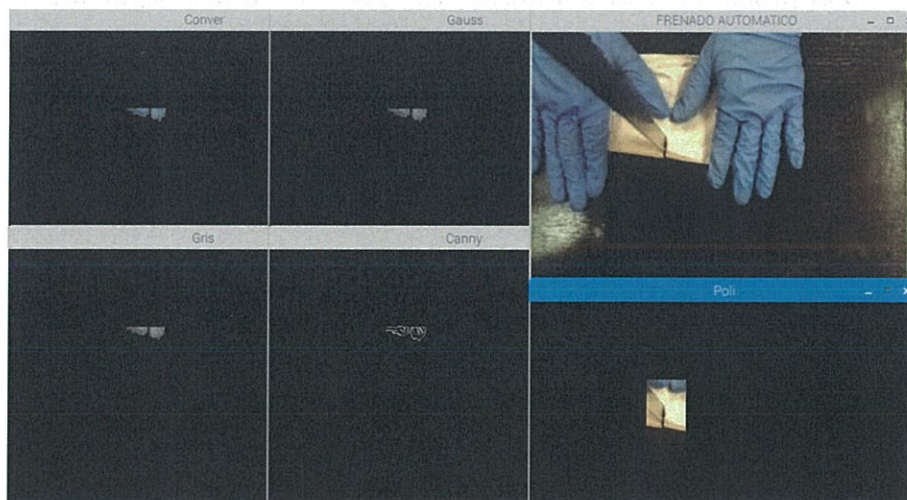 Conver
Gauss
FRENADO AUTOMATICO
Gris
Canny
Poli